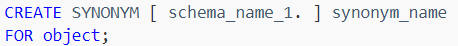 CREATE SYNONYM [ schema_name_1. ] synonym_name
FOR object;